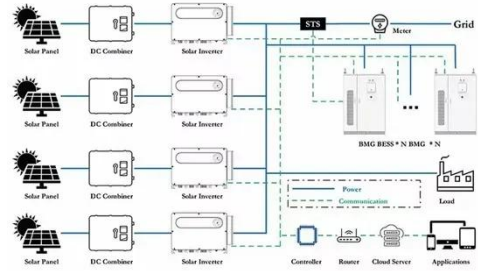 STS
Grid
Meter
Solar Panel DC Combiner Solar Inverter
Solar Panel DC Combiner Solar Inverter
BMG BESS * N BMG * N
Solar Panel DC Combiner Solar Inverter
Power
Communication
Load
Solar Panel DC Combiner Solar Inverter
Controller Router Cloud Server Applications